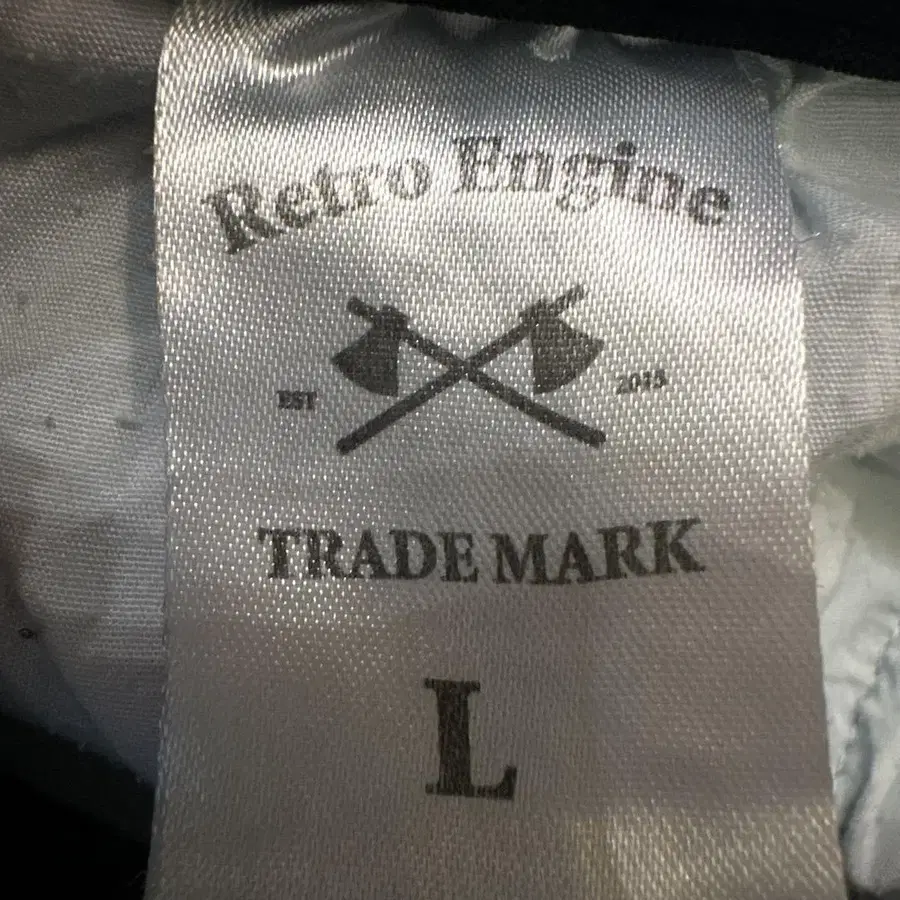 Retro Engine
EST 2015
TRADE MARK
L